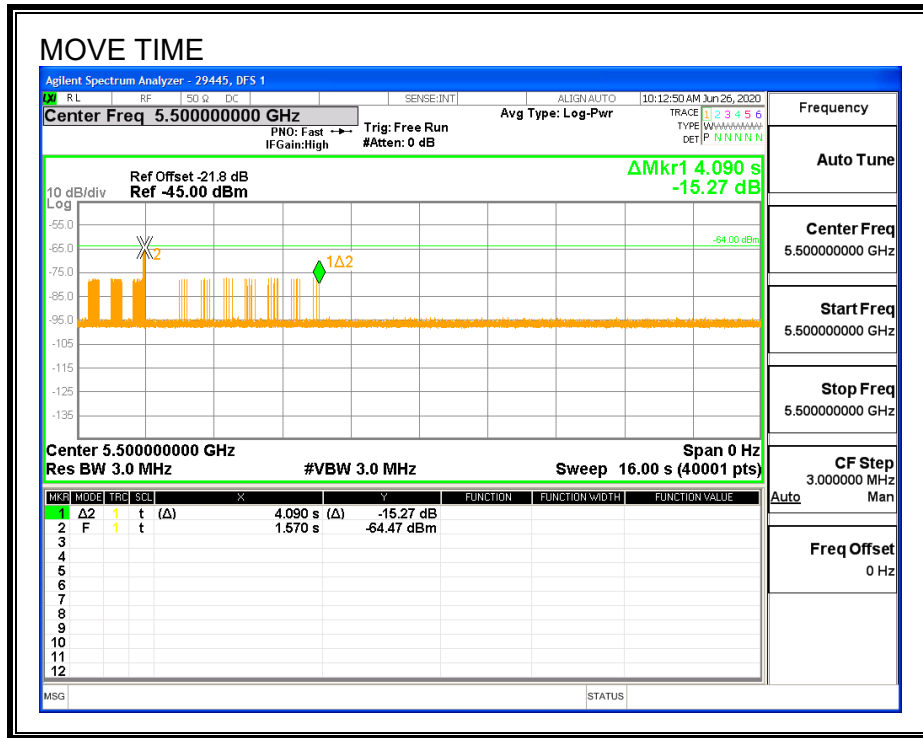 MOVE TIME
Agilent Spectrum Analyzer - 29445, DFS 1
LXI RL RF 50 Ω DC SENSE:INT ALIGN AUTO 10:12:50 AM Jun 26, 2020
Center Freq 5.500000000 GHz
PNO: Fast
IFGain:High
Trig: Free Run
#Atten: 0 dB
Avg Type: Log-Pwr
TRACE 1 2 3 4 5 6
TYPE WWWWWW
DET P N N N N N
Ref Offset -21.8 dB
10 dB/div Ref -45.00 dBm
Log
ΔMkr1 4.090 s
-15.27 dB
-55.0
-65.0
-75.0
-85.0
-95.0
-105
-115
-125
-135
-64.00 dBm
2
1Δ2
Center 5.500000000 GHz Span 0 Hz
Res BW 3.0 MHz #VBW 3.0 MHz Sweep 16.00 s (40001 pts)
MKR MODE TRC SCL X Y FUNCTION FUNCTION WIDTH FUNCTION VALUE
1 Δ2 1 t (Δ) 4.090 s (Δ) -15.27 dB
2 F 1 t 1.570 s -64.47 dBm
3
4
5
6
7
8
9
10
11
12
MSG STATUS
Frequency
Auto Tune
Center Freq
5.500000000 GHz
Start Freq
5.500000000 GHz
Stop Freq
5.500000000 GHz
CF Step
3.000000 MHz
Auto Man
Freq Offset
0 Hz